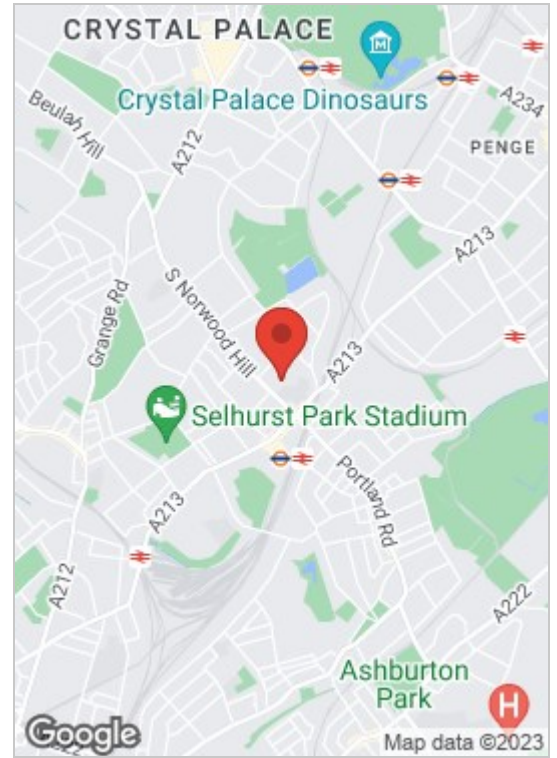 CRYSTAL PALACE
Crystal Palace Dinosaurs
Beulah Hill
A212
A234
PENGE
A213
S Norwood Hill
Grange Rd
A213
Selhurst Park Stadium
Portland Rd
A213
A212
A222
Ashburton
Park
H
A222
Google
Map data ©2023